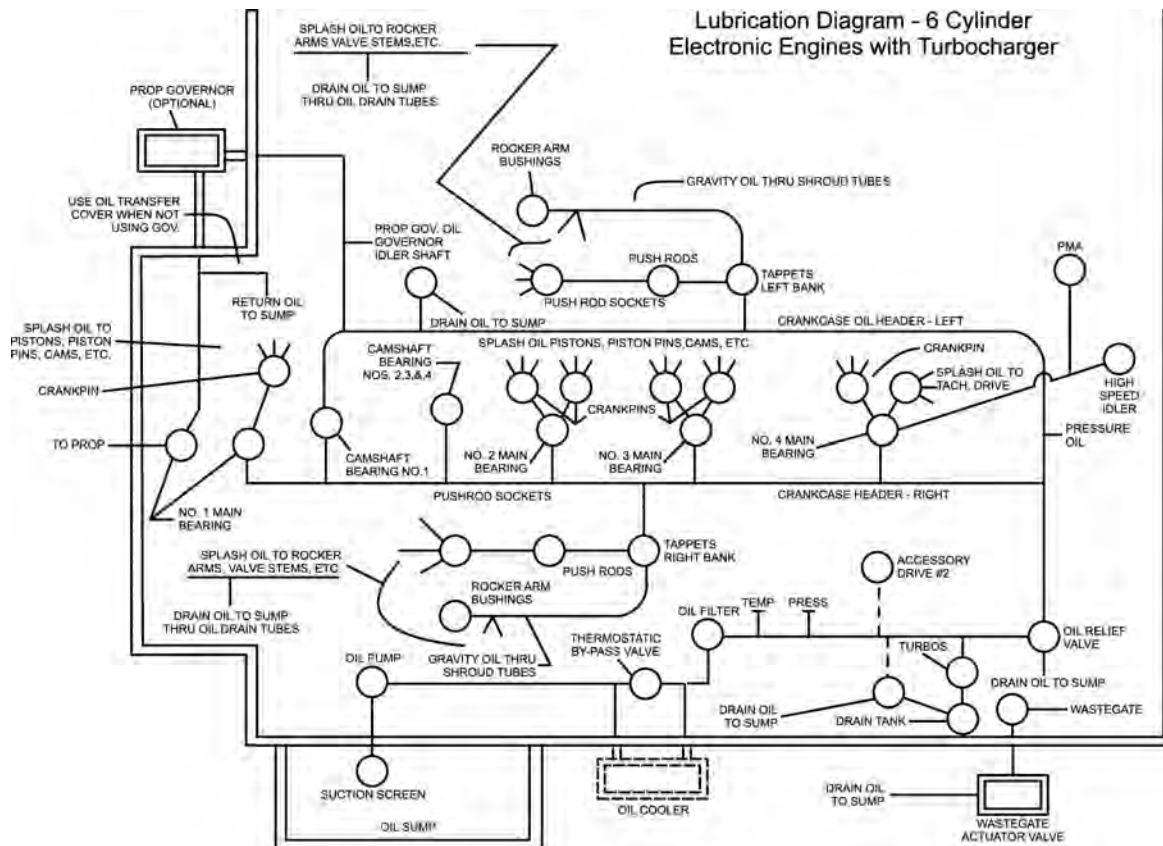 Lubrication Diagram - 6 Cylinder
Electronic Engines with Turbocharger
SPLASH OILTO ROCKER
ARMS VALVE STEMS,ETC.
DRAIN OIL TO SUMP
THRU OIL DRAIN TUBES
PROP GOVERNOR
(OPTIONAL)
ROCKER ARM
BUSHINGS
GRAVITY OIL THRU SHROUD TUBES
USE OIL TRANSFER
COVER WHEN NOT
USING GOV.
PROP GOV. OIL
GOVERNOR
IDLER SHAFT
PMA
PUSH RODS
TAPPETS
LEFT BANK
PUSH ROD SOCKETS
RETURN OIL
TO SUMP
DRAIN OIL TO SUMP
CRANKCASE OIL HEADER - LEFT
SPLASH OIL TO
PISTONS, PISTON
PINS, CAMS, ETC.
SPLASH OIL PISTONS, PISTON PINS,CAMS, ETC
CAMSHAFT
BEARING
NOS. 2,3,& ,4
CRANKPIN
SPLASH OIL TO
TACH. DRIVE
HIGH
SPEED
IDLER
CRANKPIN
CRANKPINS
TO PROP
PRESSURE
OIL
CAMSHAFT
BEARING NO.1
NO. 2 MAIN
BEARING
NO. 3 MAIN
BEARING
NO. 4 MAIN
BEARING
PUSHROD SOCKETS
CRANKCASE HEADER - RIGHT
NO. 1 MAIN
BEARING
SPLASH OIL TO ROCKER
ARMS, VALVE STEMS, ETC
PUSH RODS
TAPPETS
RIGHT BANK
ACCESSORY
DRIVE #2
ROCKER ARM
BUSHINGS
DRAIN OIL TO SUMP
THRU OIL DRAIN TUBES
OIL FILTER
TEMP
PRESS
OIL RELIEF
VALVE
THERMOSTATIC
BY-PASS VALVE
TURBOS
OIL PUMP
GRAVITY OIL THRU
SHROUD TUBES
DRAIN OIL TO SUMP
DRAIN OIL
TO SUMP
DRAIN TANK
WASTEGATE
SUCTION SCREEN
OIL COOLER
DRAIN OIL
TO SUMP
OIL SUMP
WASTEGATE
ACTUATOR VALVE